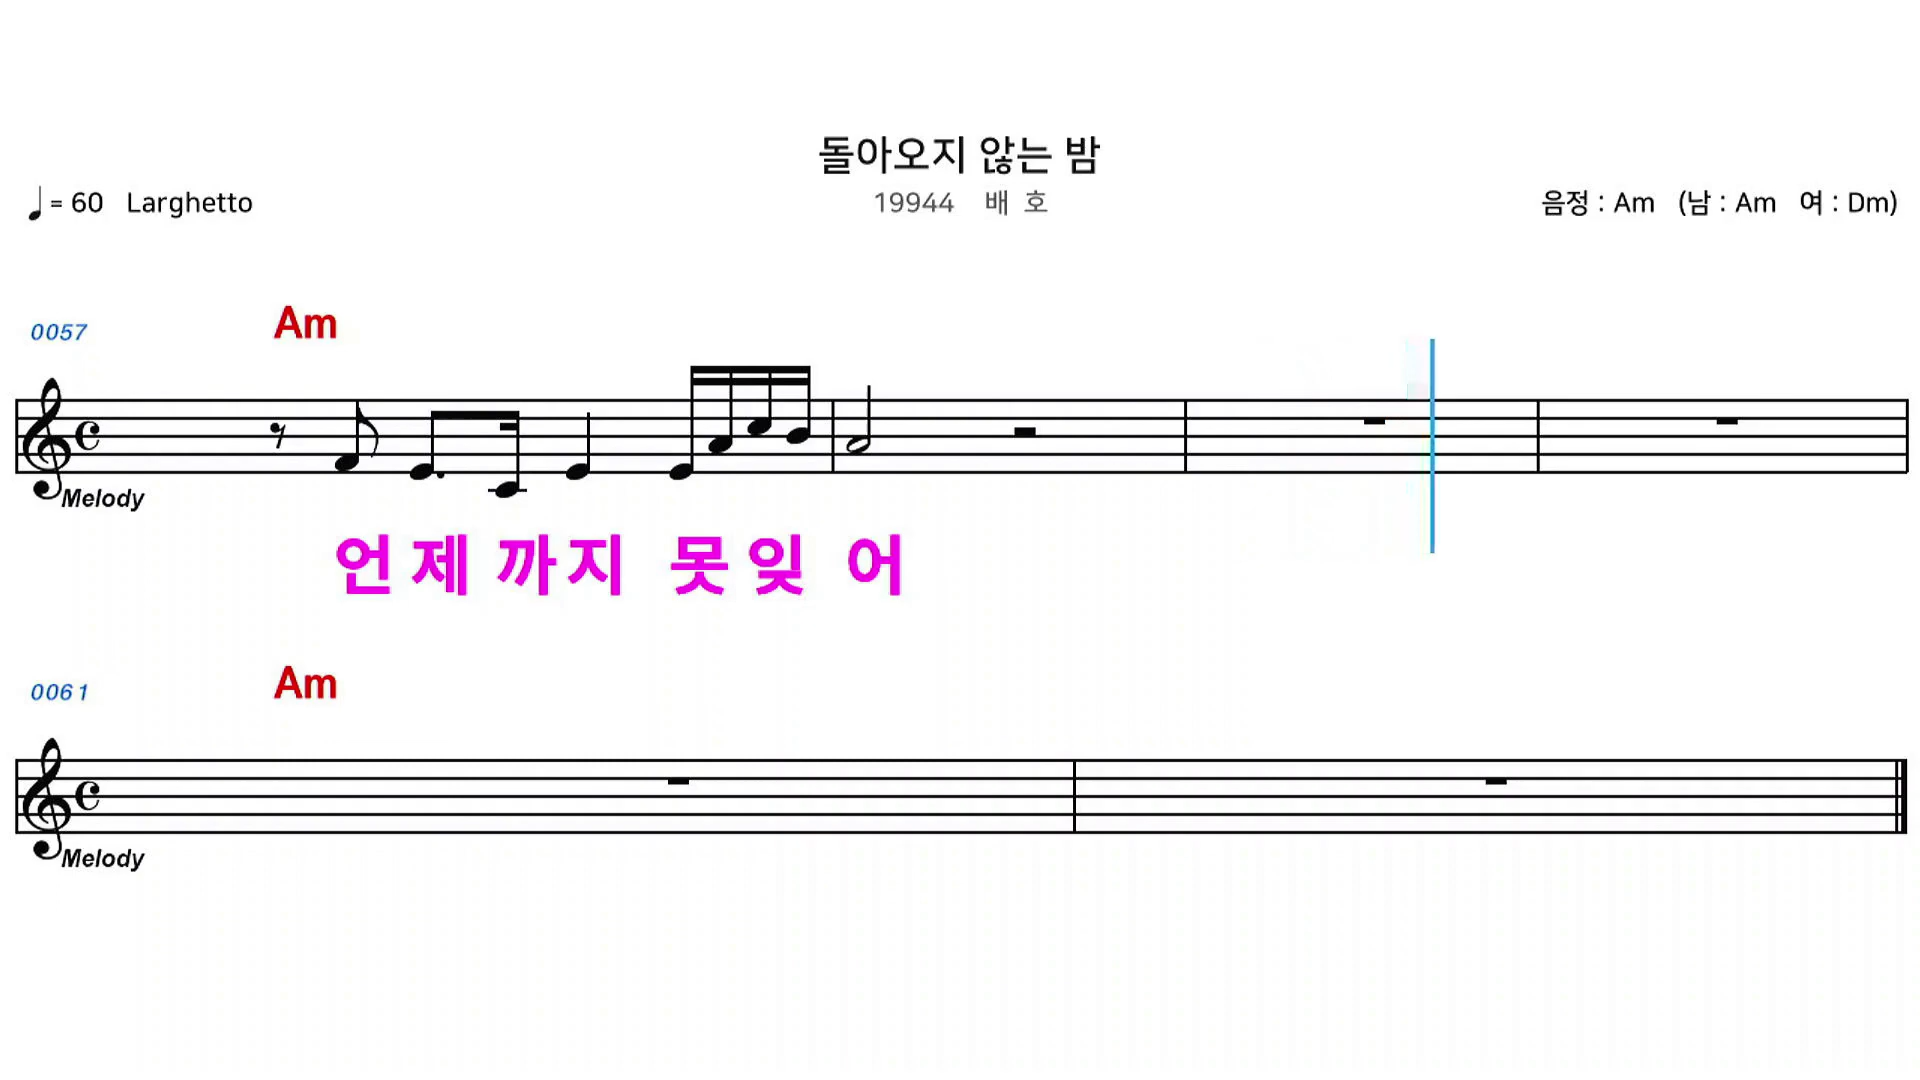 돌아오지 않는 밤
♩ = 60 Larghetto
19944 배 호
음정 : Am (남 : Am 여 : Dm)
0057 Am
Melody
언 제 까 지 못 잊 어
0061 Am
Melody